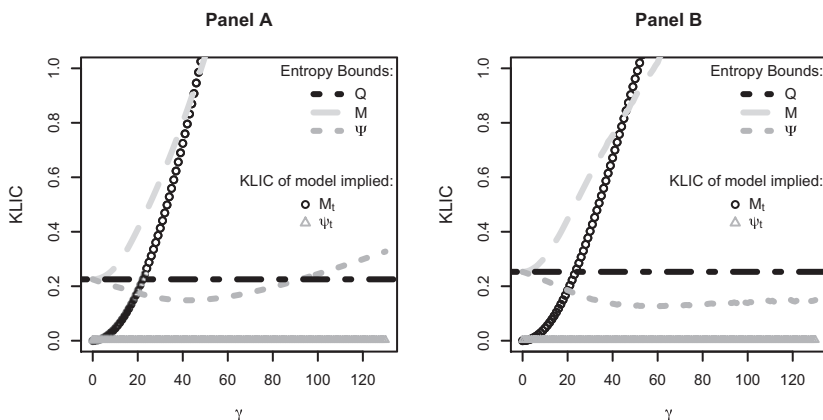 Panel A
KLIC
0.0 0.2 0.4 0.6 0.8 1.0
Entropy Bounds:
Q
M
Ψ
KLIC of model implied:
Mt
ψt
0 20 40 60 80 100 120
γ
Panel B
KLIC
0.0 0.2 0.4 0.6 0.8 1.0
Entropy Bounds:
Q
M
Ψ
KLIC of model implied:
Mt
ψt
0 20 40 60 80 100 120
γ